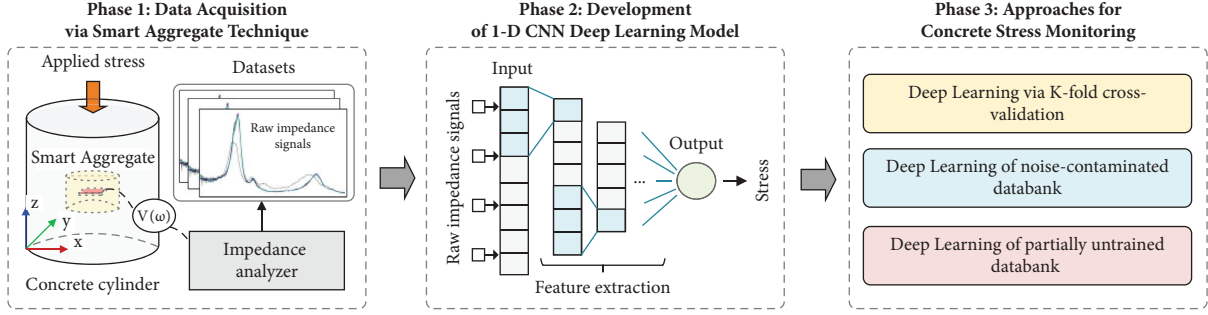 Phase 1: Data Acquisition
via Smart Aggregate Technique
Applied stress
Datasets
Raw impedance
signals
Smart Aggregate
z
y
x
V(ω)
Impedance
analyzer
Concrete cylinder
Phase 2: Development
of 1-D CNN Deep Learning Model
Input
Raw impedance signals
Output
...
Stress
Feature extraction
Phase 3: Approaches for
Concrete Stress Monitoring
Deep Learning via K-fold cross-
validation
Deep Learning of noise-contaminated
databank
Deep Learning of partially untrained
databank